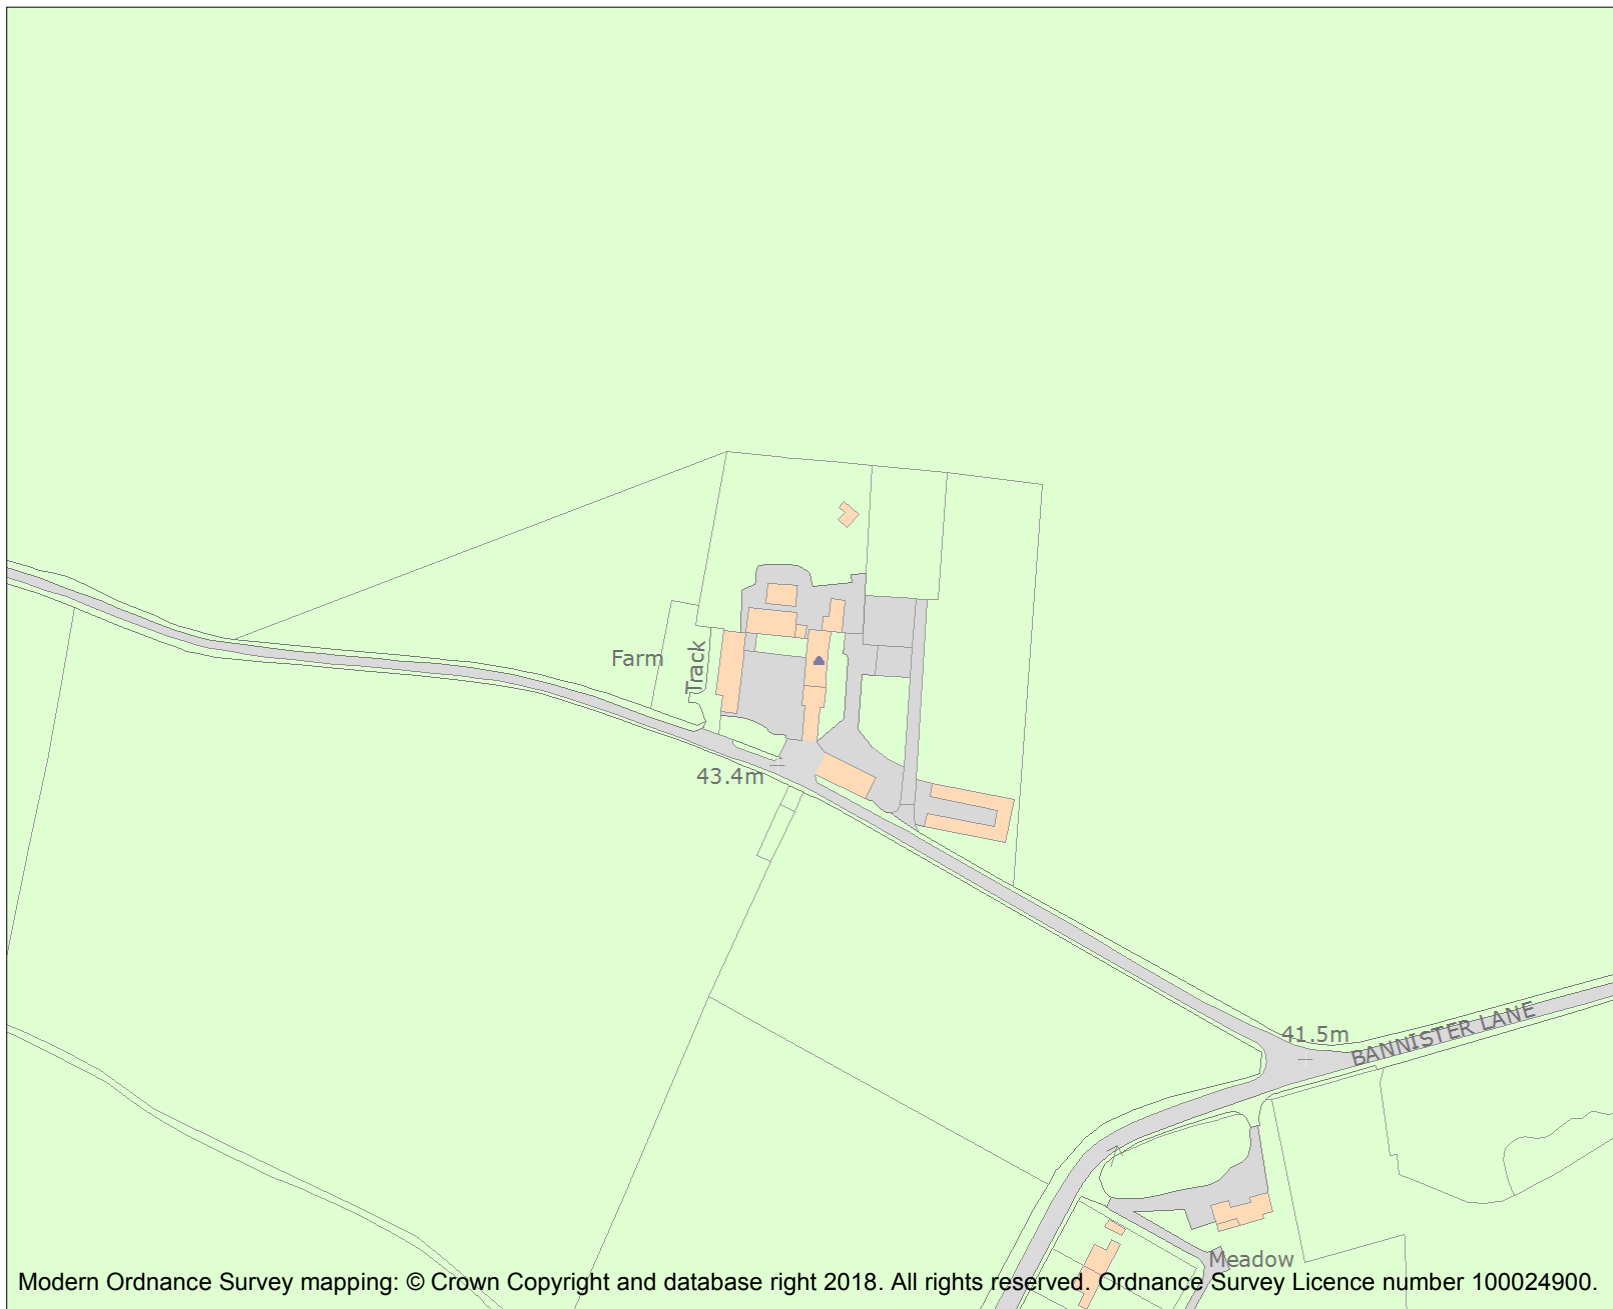 Farm
Track
43.4m
41.5m
BANNISTER LANE
Meadow
Modern Ordnance Survey mapping: © Crown Copyright and database right 2018. All rights reserved. Ordnance Survey Licence number 100024900.